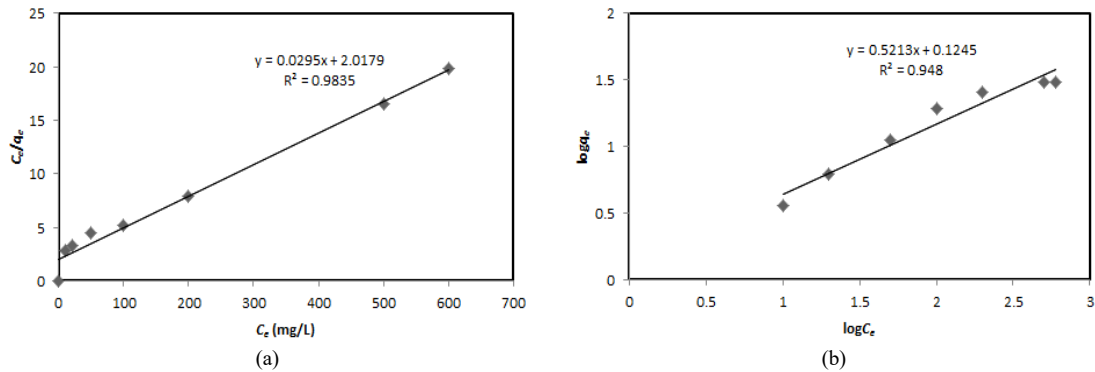 25
20
15
10
5
0
Cₑ/qₑ
y = 0.0295x + 2.0179
R² = 0.9835
0 100 200 300 400 500 600 700
Cₑ (mg/L)
(a)
2
1.5
1
0.5
0
logqₑ
y = 0.5213x + 0.1245
R² = 0.948
0 0.5 1 1.5 2 2.5 3
logCₑ
(b)